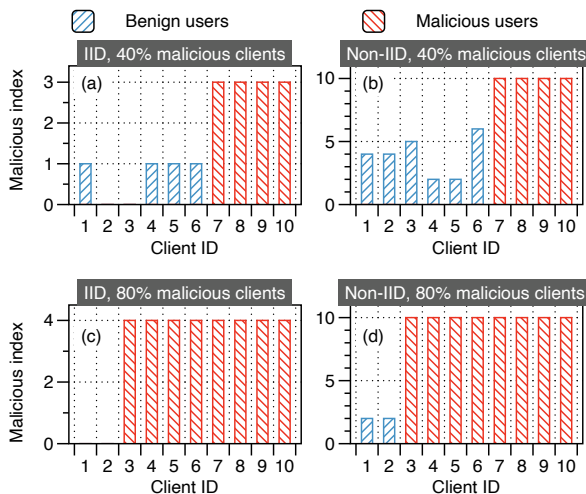 Benign users Malicious users
IID, 40% malicious clients Non-IID, 40% malicious clients
(a)
Malicious index
3
2
1
0
1 2 3 4 5 6 7 8 9 10
Client ID
(b)
10
5
0
1 2 3 4 5 6 7 8 9 10
Client ID
IID, 80% malicious clients Non-IID, 80% malicious clients
(c)
Malicious index
4
2
0
1 2 3 4 5 6 7 8 9 10
Client ID
(d)
10
5
0
1 2 3 4 5 6 7 8 9 10
Client ID